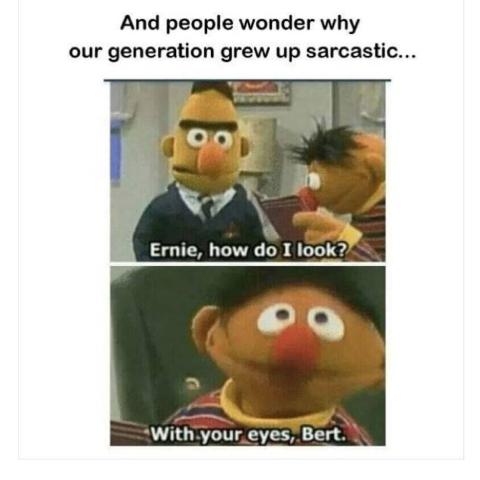 And people wonder why
our generation grew up sarcastic...
Ernie, how do I look?
With your eyes, Bert.